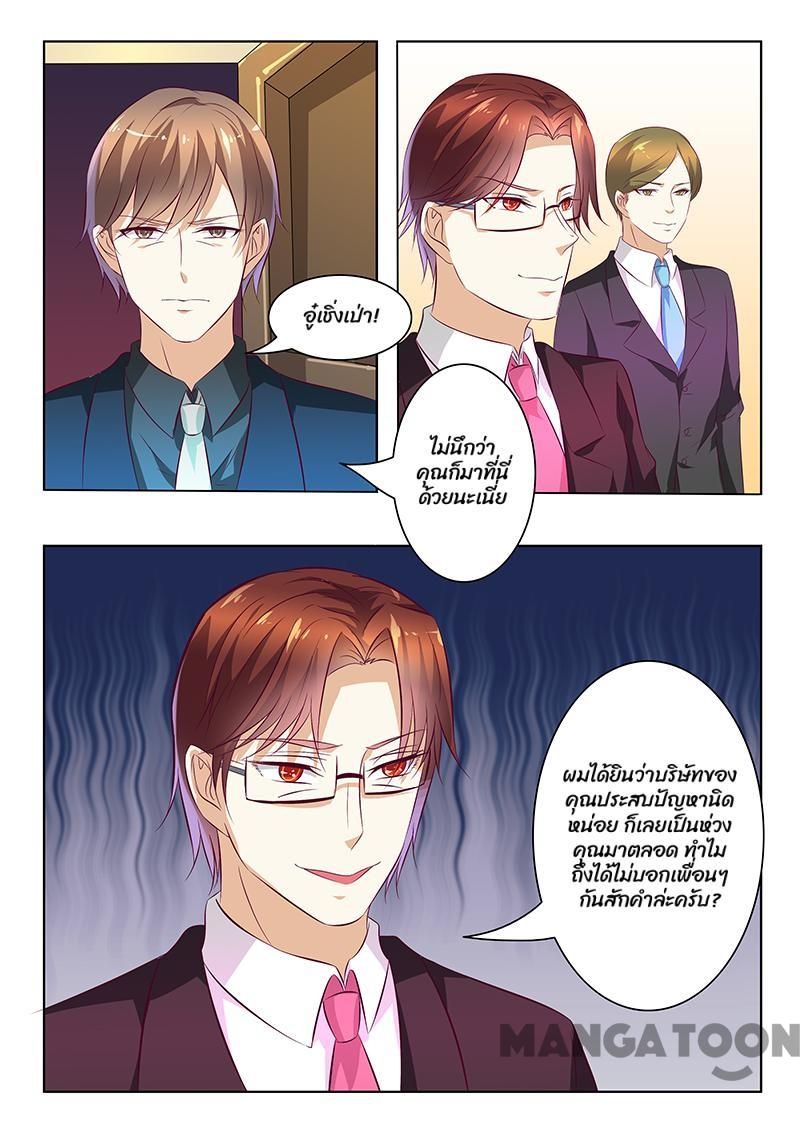 อู๋เชิ่งเป่า!
ไม่นึกว่า
คุณก็มาที่นี่
ด้วยนะเนี่ย
ผมได้ยินว่าบริษัทของ
คุณประสบปัญหานิด
หน่อย ก็เลยเป็นห่วง
คุณมาตลอด ทำไม
ถึงได้ไม่บอกเพื่อนๆ
กันสักคำล่ะครับ?
MANGATOON